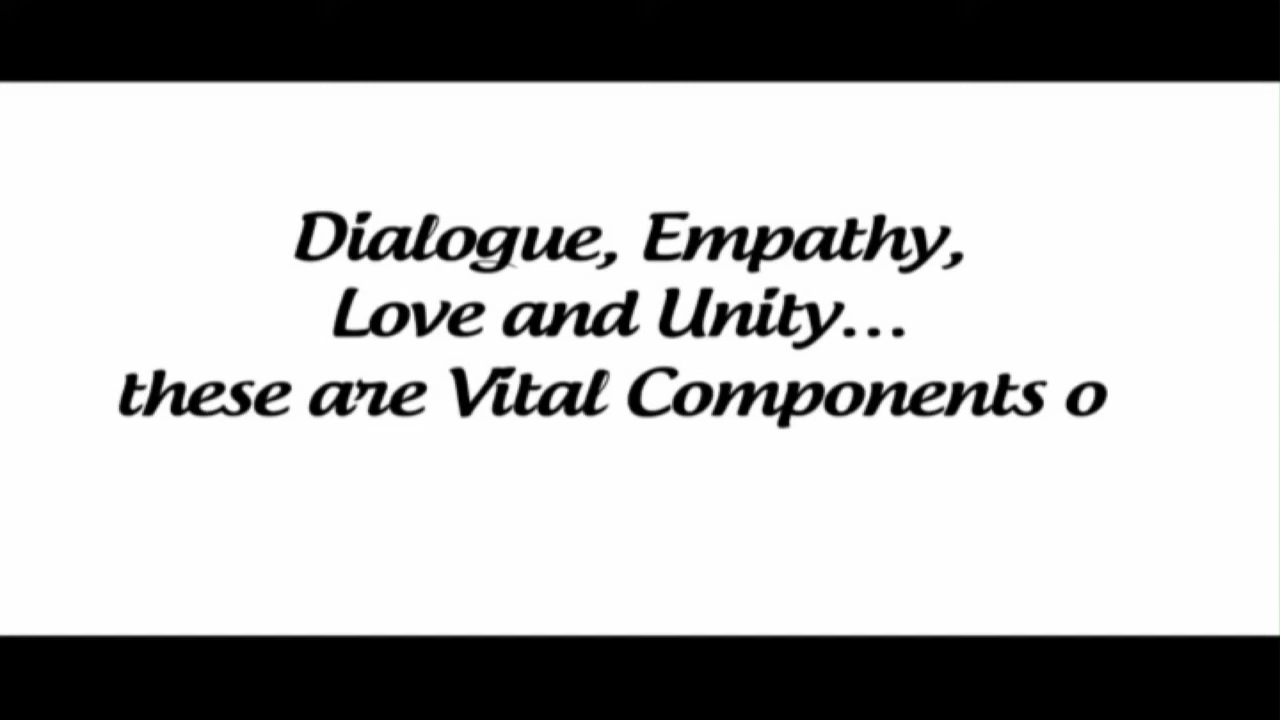 Dialogue, Empathy,
Love and Unity...
these are Vital Components o